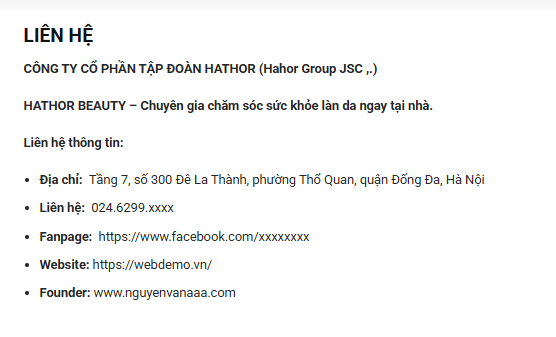 LIÊN HỆ
CÔNG TY CỔ PHẦN TẬP ĐOÀN HATHOR (Hahor Group JSC ,.)
HATHOR BEAUTY – Chuyên gia chăm sóc sức khỏe làn da ngay tại nhà.
Liên hệ thông tin:
• Địa chỉ: Tầng 7, số 300 Đê La Thành, phường Thổ Quan, quận Đống Đa, Hà Nội
• Liên hệ: 024.6299.xxxx
• Fanpage: https://www.facebook.com/xxxxxxxx
• Website: https://webdemo.vn/
• Founder: www.nguyenvanaaa.com